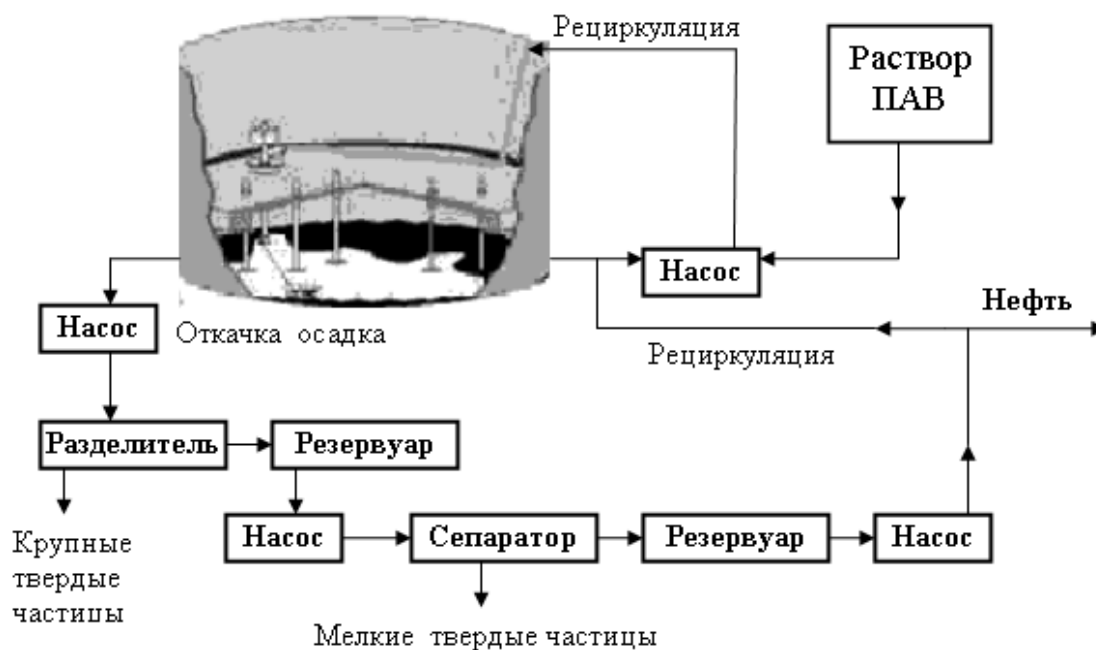 Рециркуляция
Раствор
ПАВ
Насос
Нефть
Насос
Откачка осадка
Рециркуляция
Разделитель
Резервуар
Насос
Сепаратор
Резервуар
Насос
Крупные
твердые
частицы
Мелкие твердые частицы